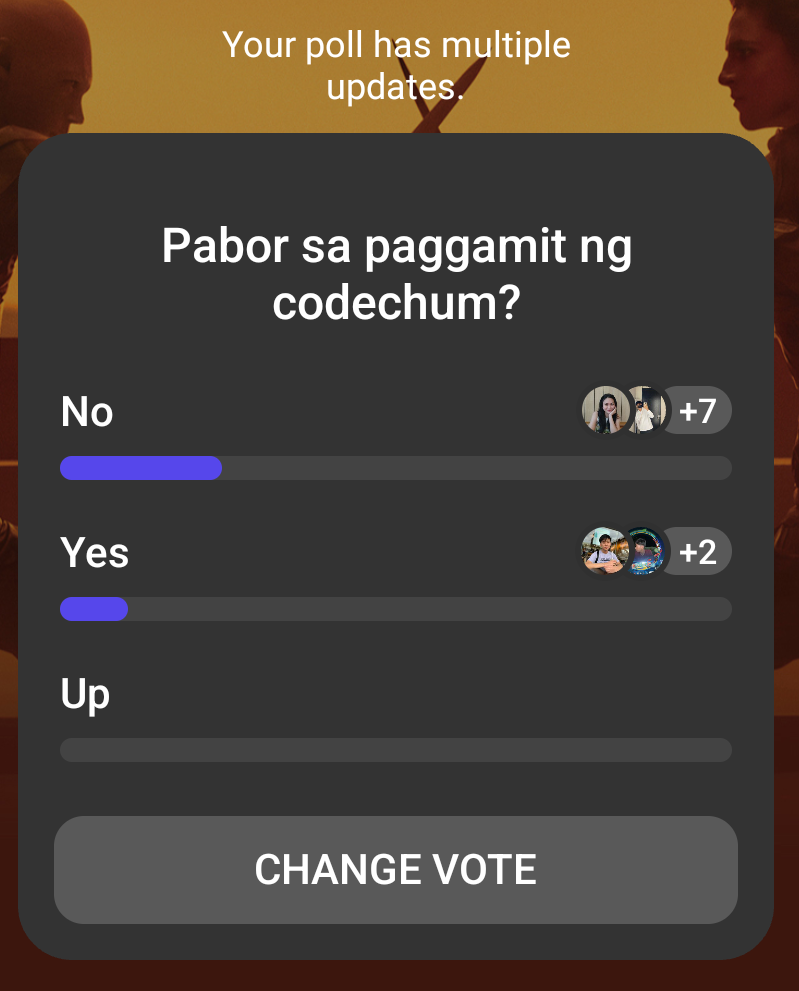 Your poll has multiple
updates.
Pabor sa paggamit ng
codechum?
No
+7
Yes
+2
Up
CHANGE VOTE